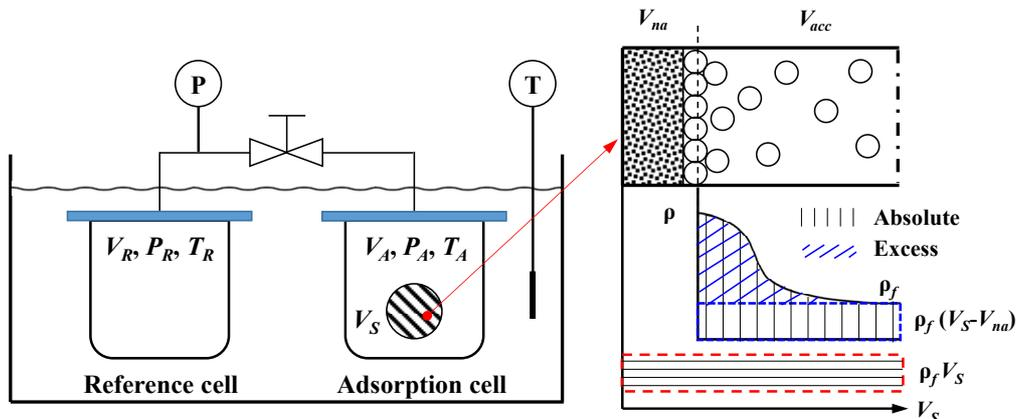 P
T
V_R, P_R, T_R
V_A, P_A, T_A
V_S
Reference cell
Adsorption cell
V_na
V_acc
ρ
Absolute
Excess
ρ_f
ρ_f (V_S-V_na)
ρ_f V_S
V_S